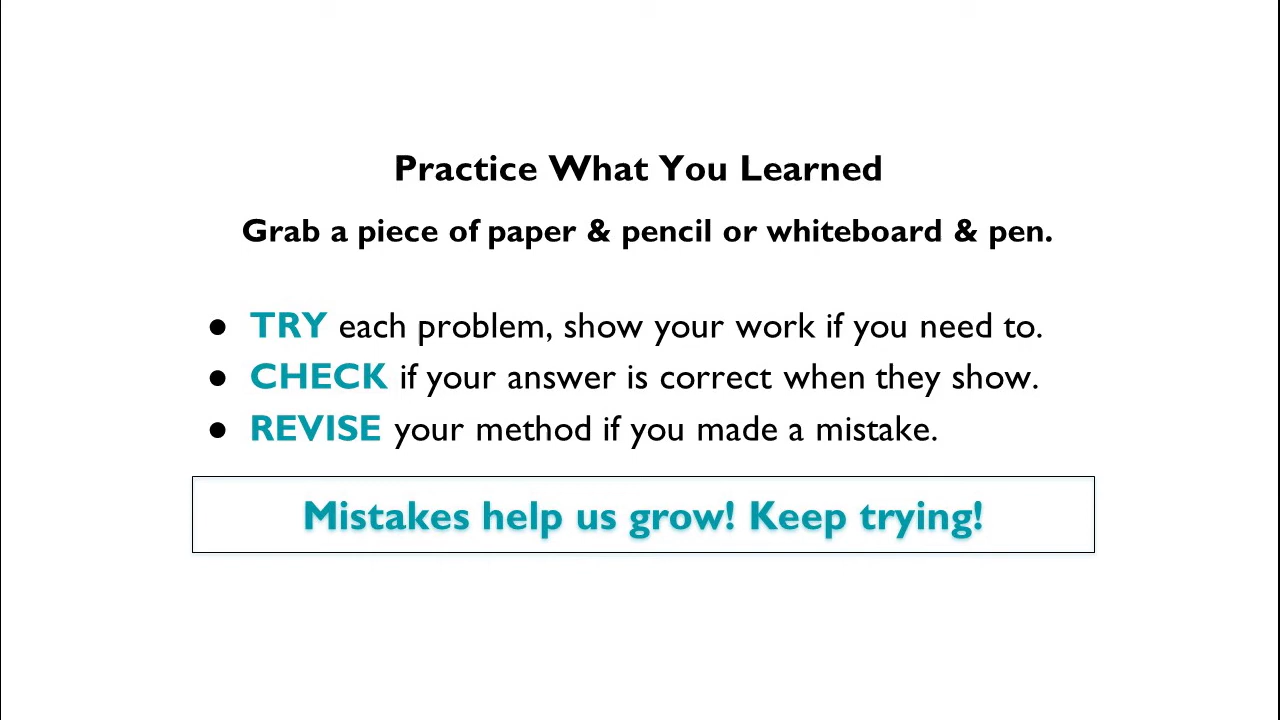 Practice What You Learned
Grab a piece of paper & pencil or whiteboard & pen.
● TRY each problem, show your work if you need to.
● CHECK if your answer is correct when they show.
● REVISE your method if you made a mistake.
Mistakes help us grow! Keep trying!